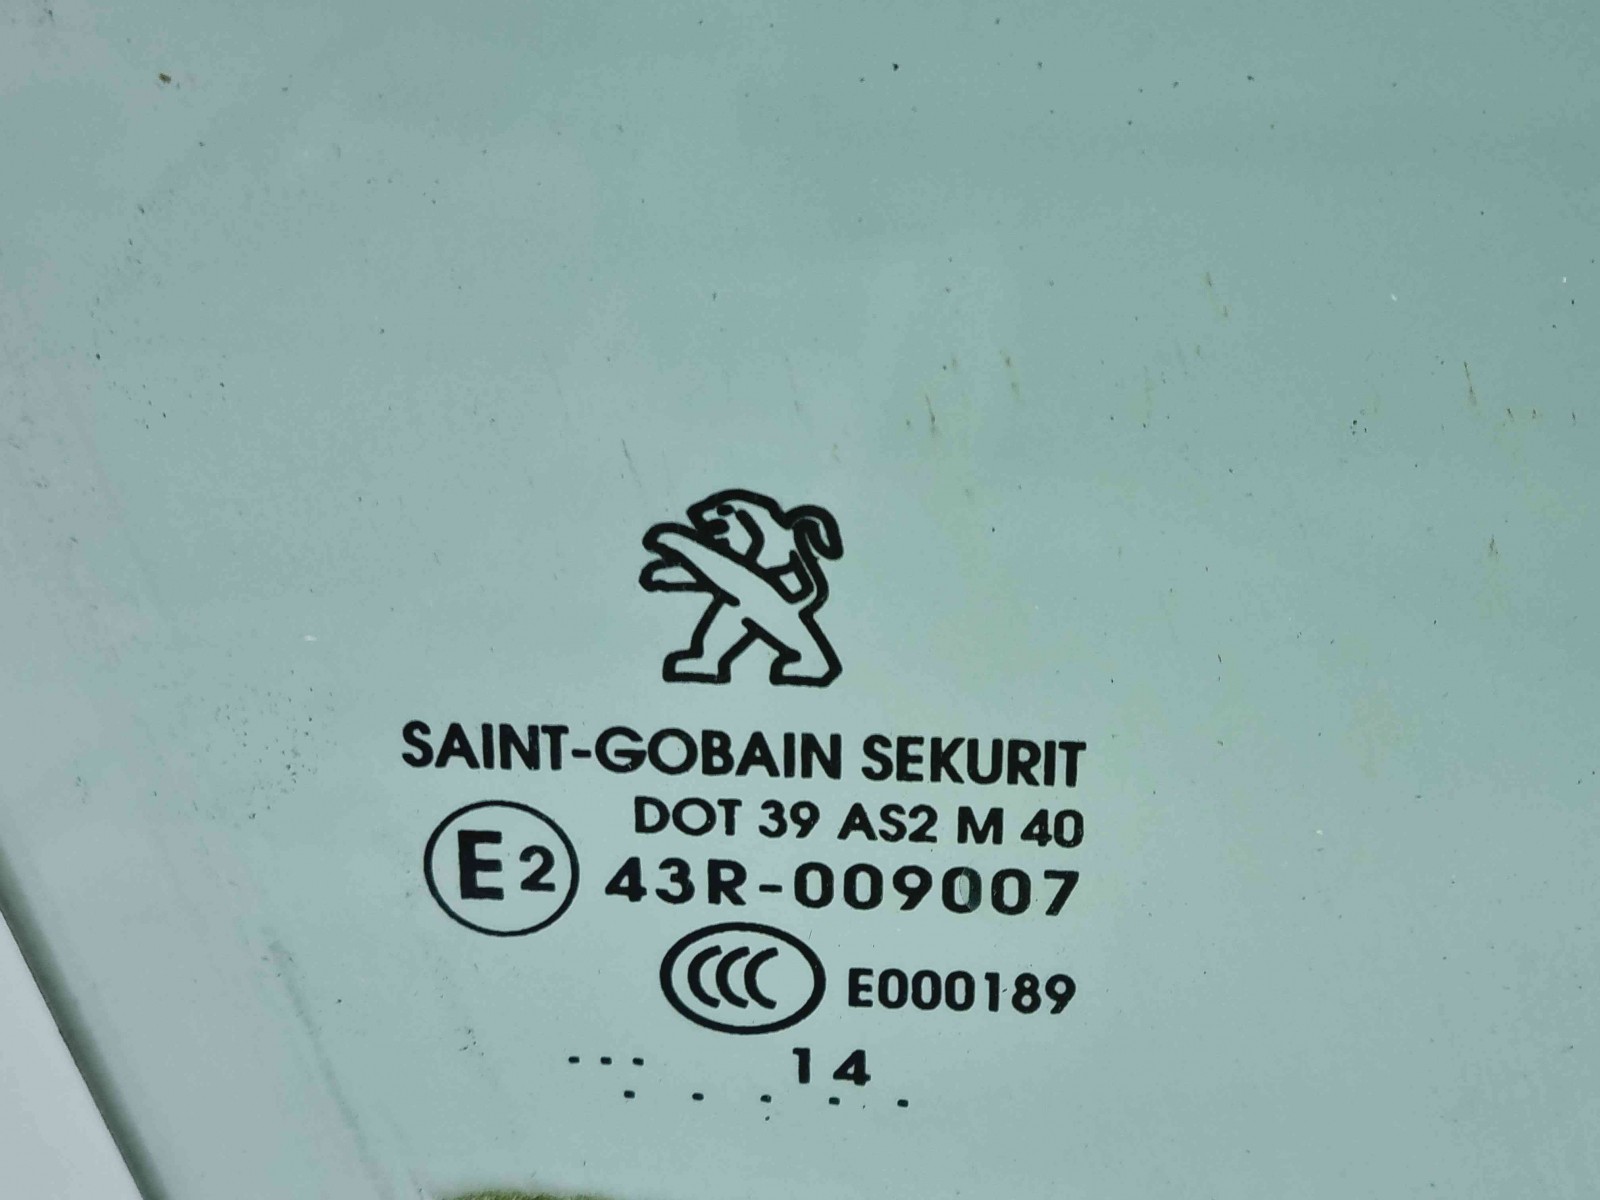 SAINT-GOBAIN SEKURIT
DOT 39 AS2 M 40
E2 43R-009007
CCC E000189
14